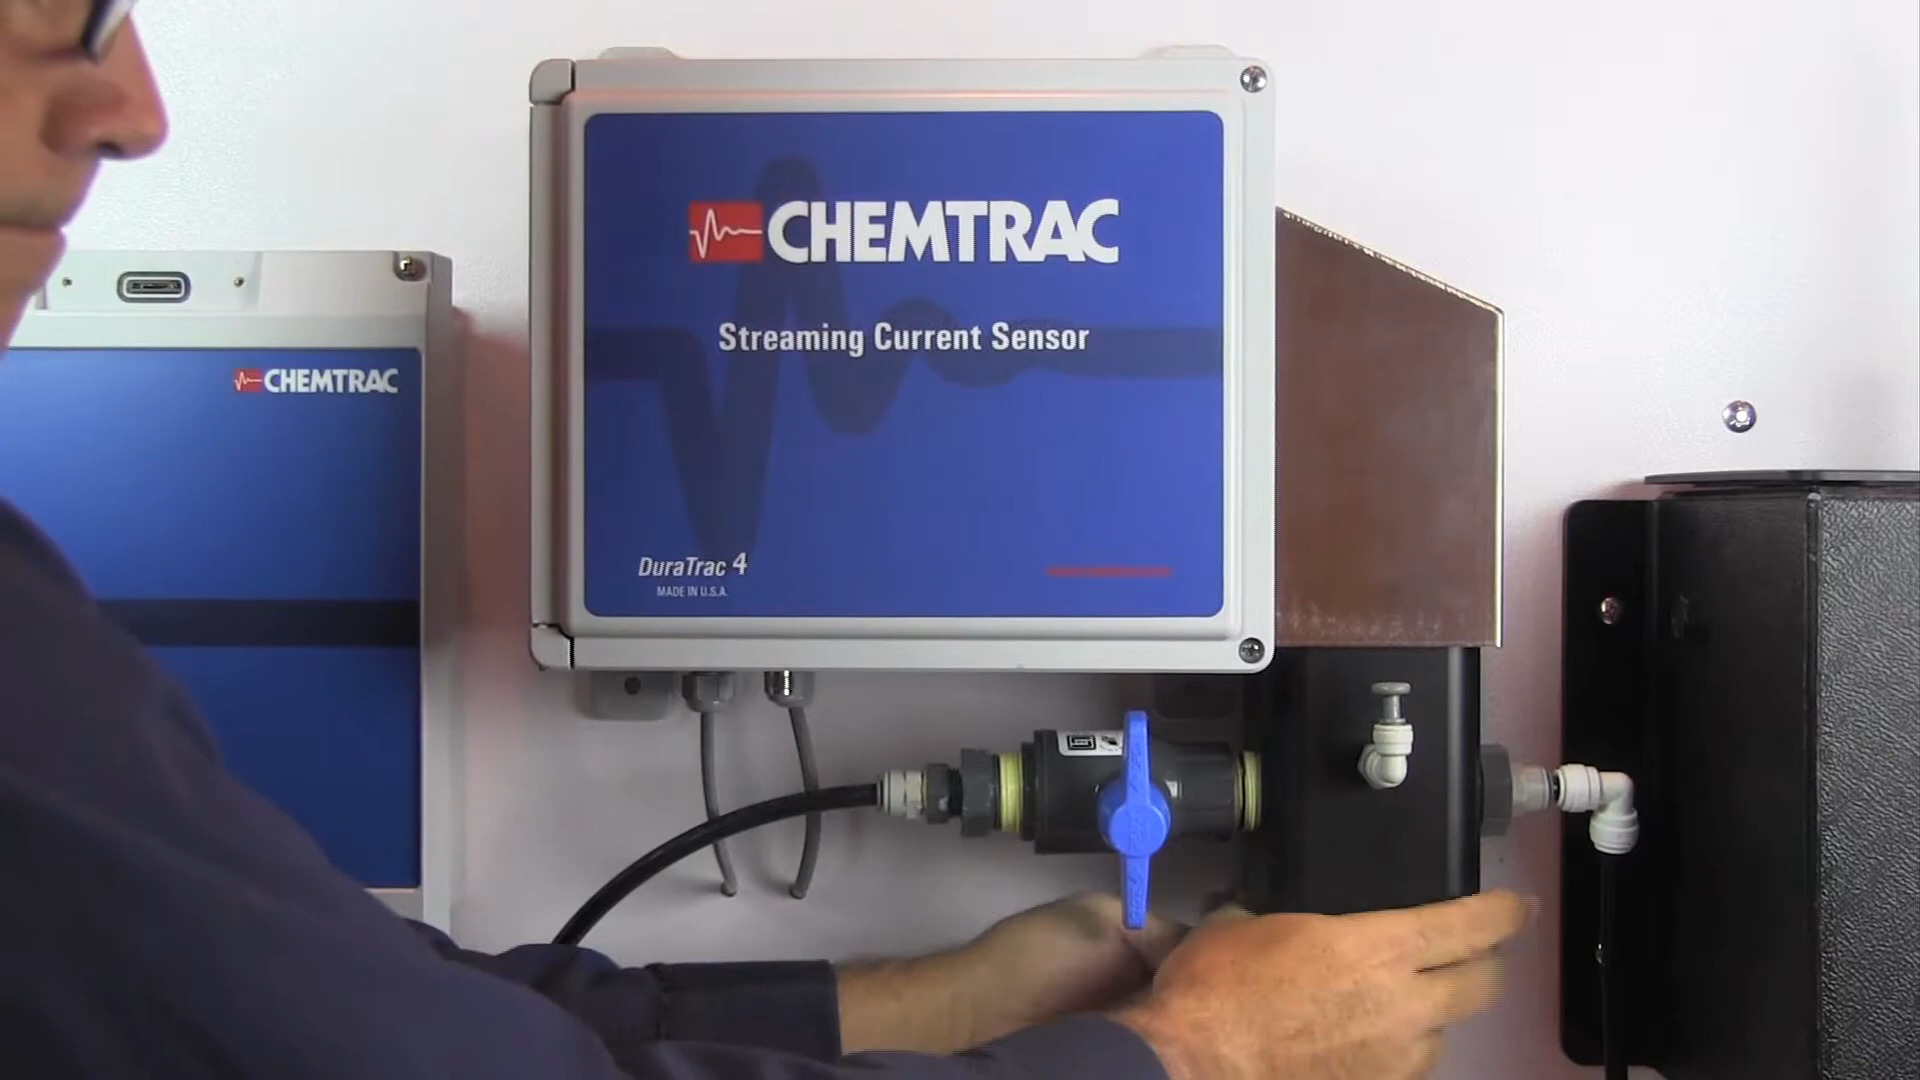 CHEMTRAC
Streaming Current Sensor
DuraTrac 4
MADE IN U.S.A.
CHEMTRAC